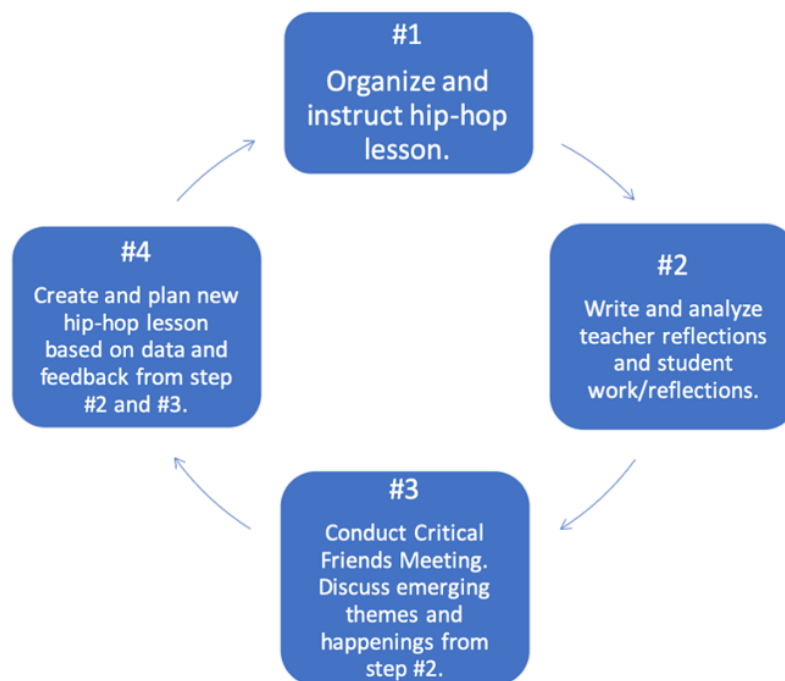 #1
Organize and
instruct hip-hop
lesson.
#2
Write and analyze
teacher reflections
and student
work/reflections.
#3
Conduct Critical
Friends Meeting.
Discuss emerging
themes and
happenings from
step #2.
#4
Create and plan new
hip-hop lesson
based on data and
feedback from step
#2 and #3.